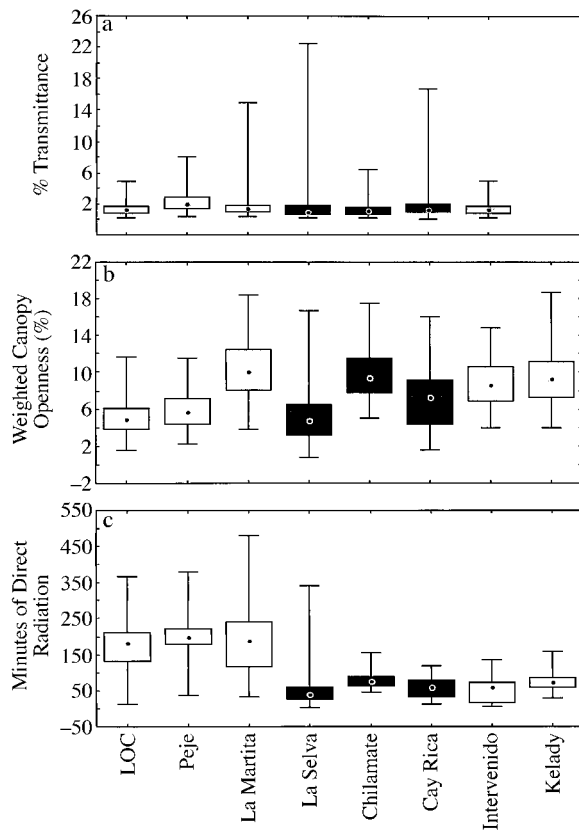 a
26
22
18
14
10
6
2
% Transmittance
b
22
18
14
10
6
2
–2
Weighted Canopy
Openness (%)
c
550
450
350
250
150
50
–50
Minutes of Direct
Radiation
LOC
Peje
La Martita
La Selva
Chilamate
Cay Rica
Intervenido
Kelady